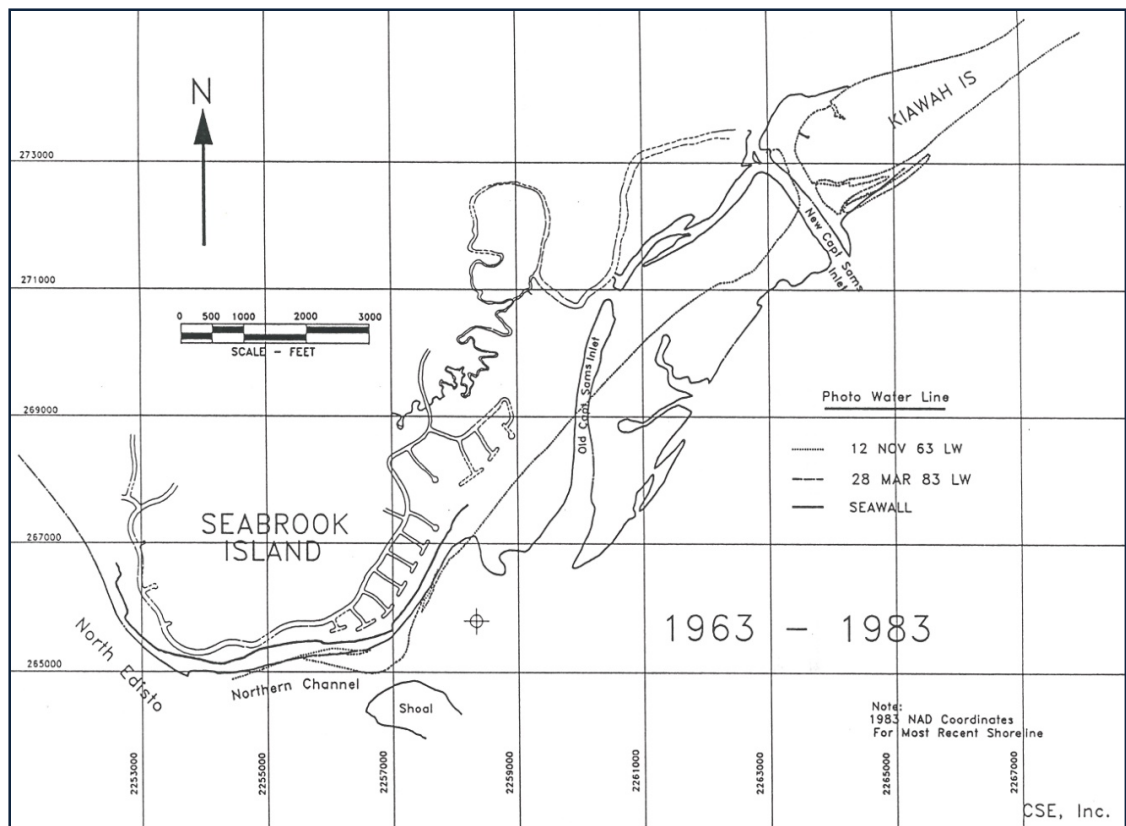 N
KIAWAH IS
273000
New Capt Sams
Inlet
271000
0 500 1000 2000 3000
SCALE - FEET
Old Capt. Sams Inlet
Photo Water Line
269000
12 NOV 63 LW
28 MAR 83 LW
SEAWALL
SEABROOK
ISLAND
267000
1963 - 1983
North Edisto
265000
Northern Channel
Shoal
Note:
1983 NAD Coordinates
For Most Recent Shoreline
2253000
2255000
2257000
2259000
2261000
2263000
2265000
2267000
CSE, Inc.